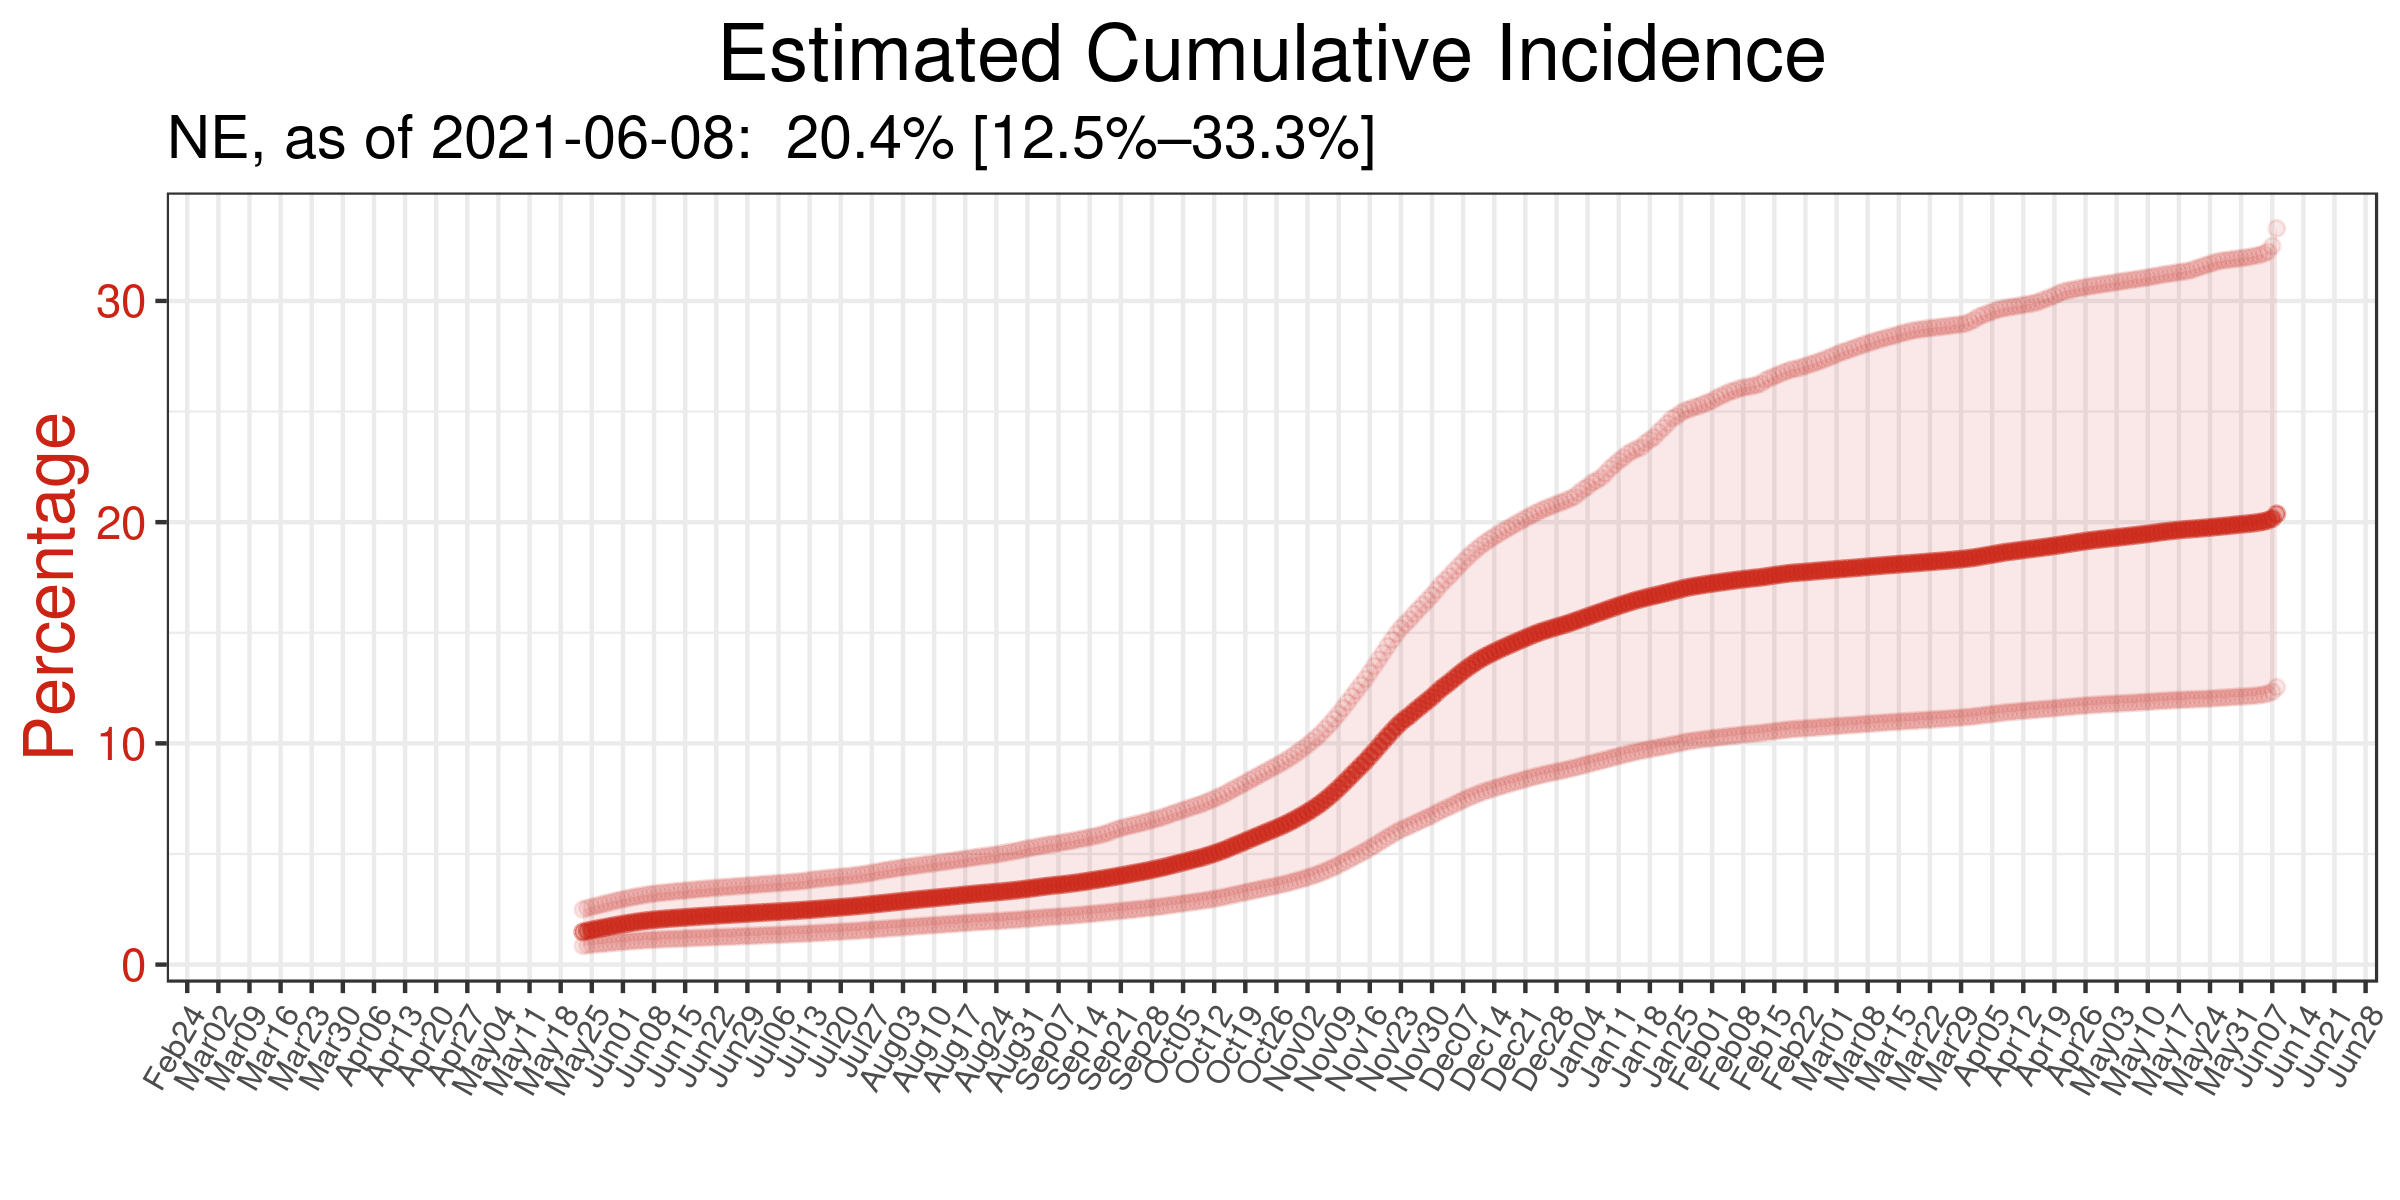 Estimated Cumulative Incidence
NE, as of 2021-06-08:  20.4% [12.5%–33.3%]
Percentage
30
20
10
0
Feb24
Mar02
Mar09
Mar16
Mar23
Mar30
Apr06
Apr13
Apr20
Apr27
May04
May11
May18
May25
Jun01
Jun08
Jun15
Jun22
Jun29
Jul06
Jul13
Jul20
Jul27
Aug03
Aug10
Aug17
Aug24
Aug31
Sep07
Sep14
Sep21
Sep28
Oct05
Oct12
Oct19
Oct26
Nov02
Nov09
Nov16
Nov23
Nov30
Dec07
Dec14
Dec21
Dec28
Jan04
Jan11
Jan18
Jan25
Feb01
Feb08
Feb15
Feb22
Mar01
Mar08
Mar15
Mar22
Mar29
Apr05
Apr12
Apr19
Apr26
May03
May10
May17
May24
May31
Jun07
Jun14
Jun21
Jun28